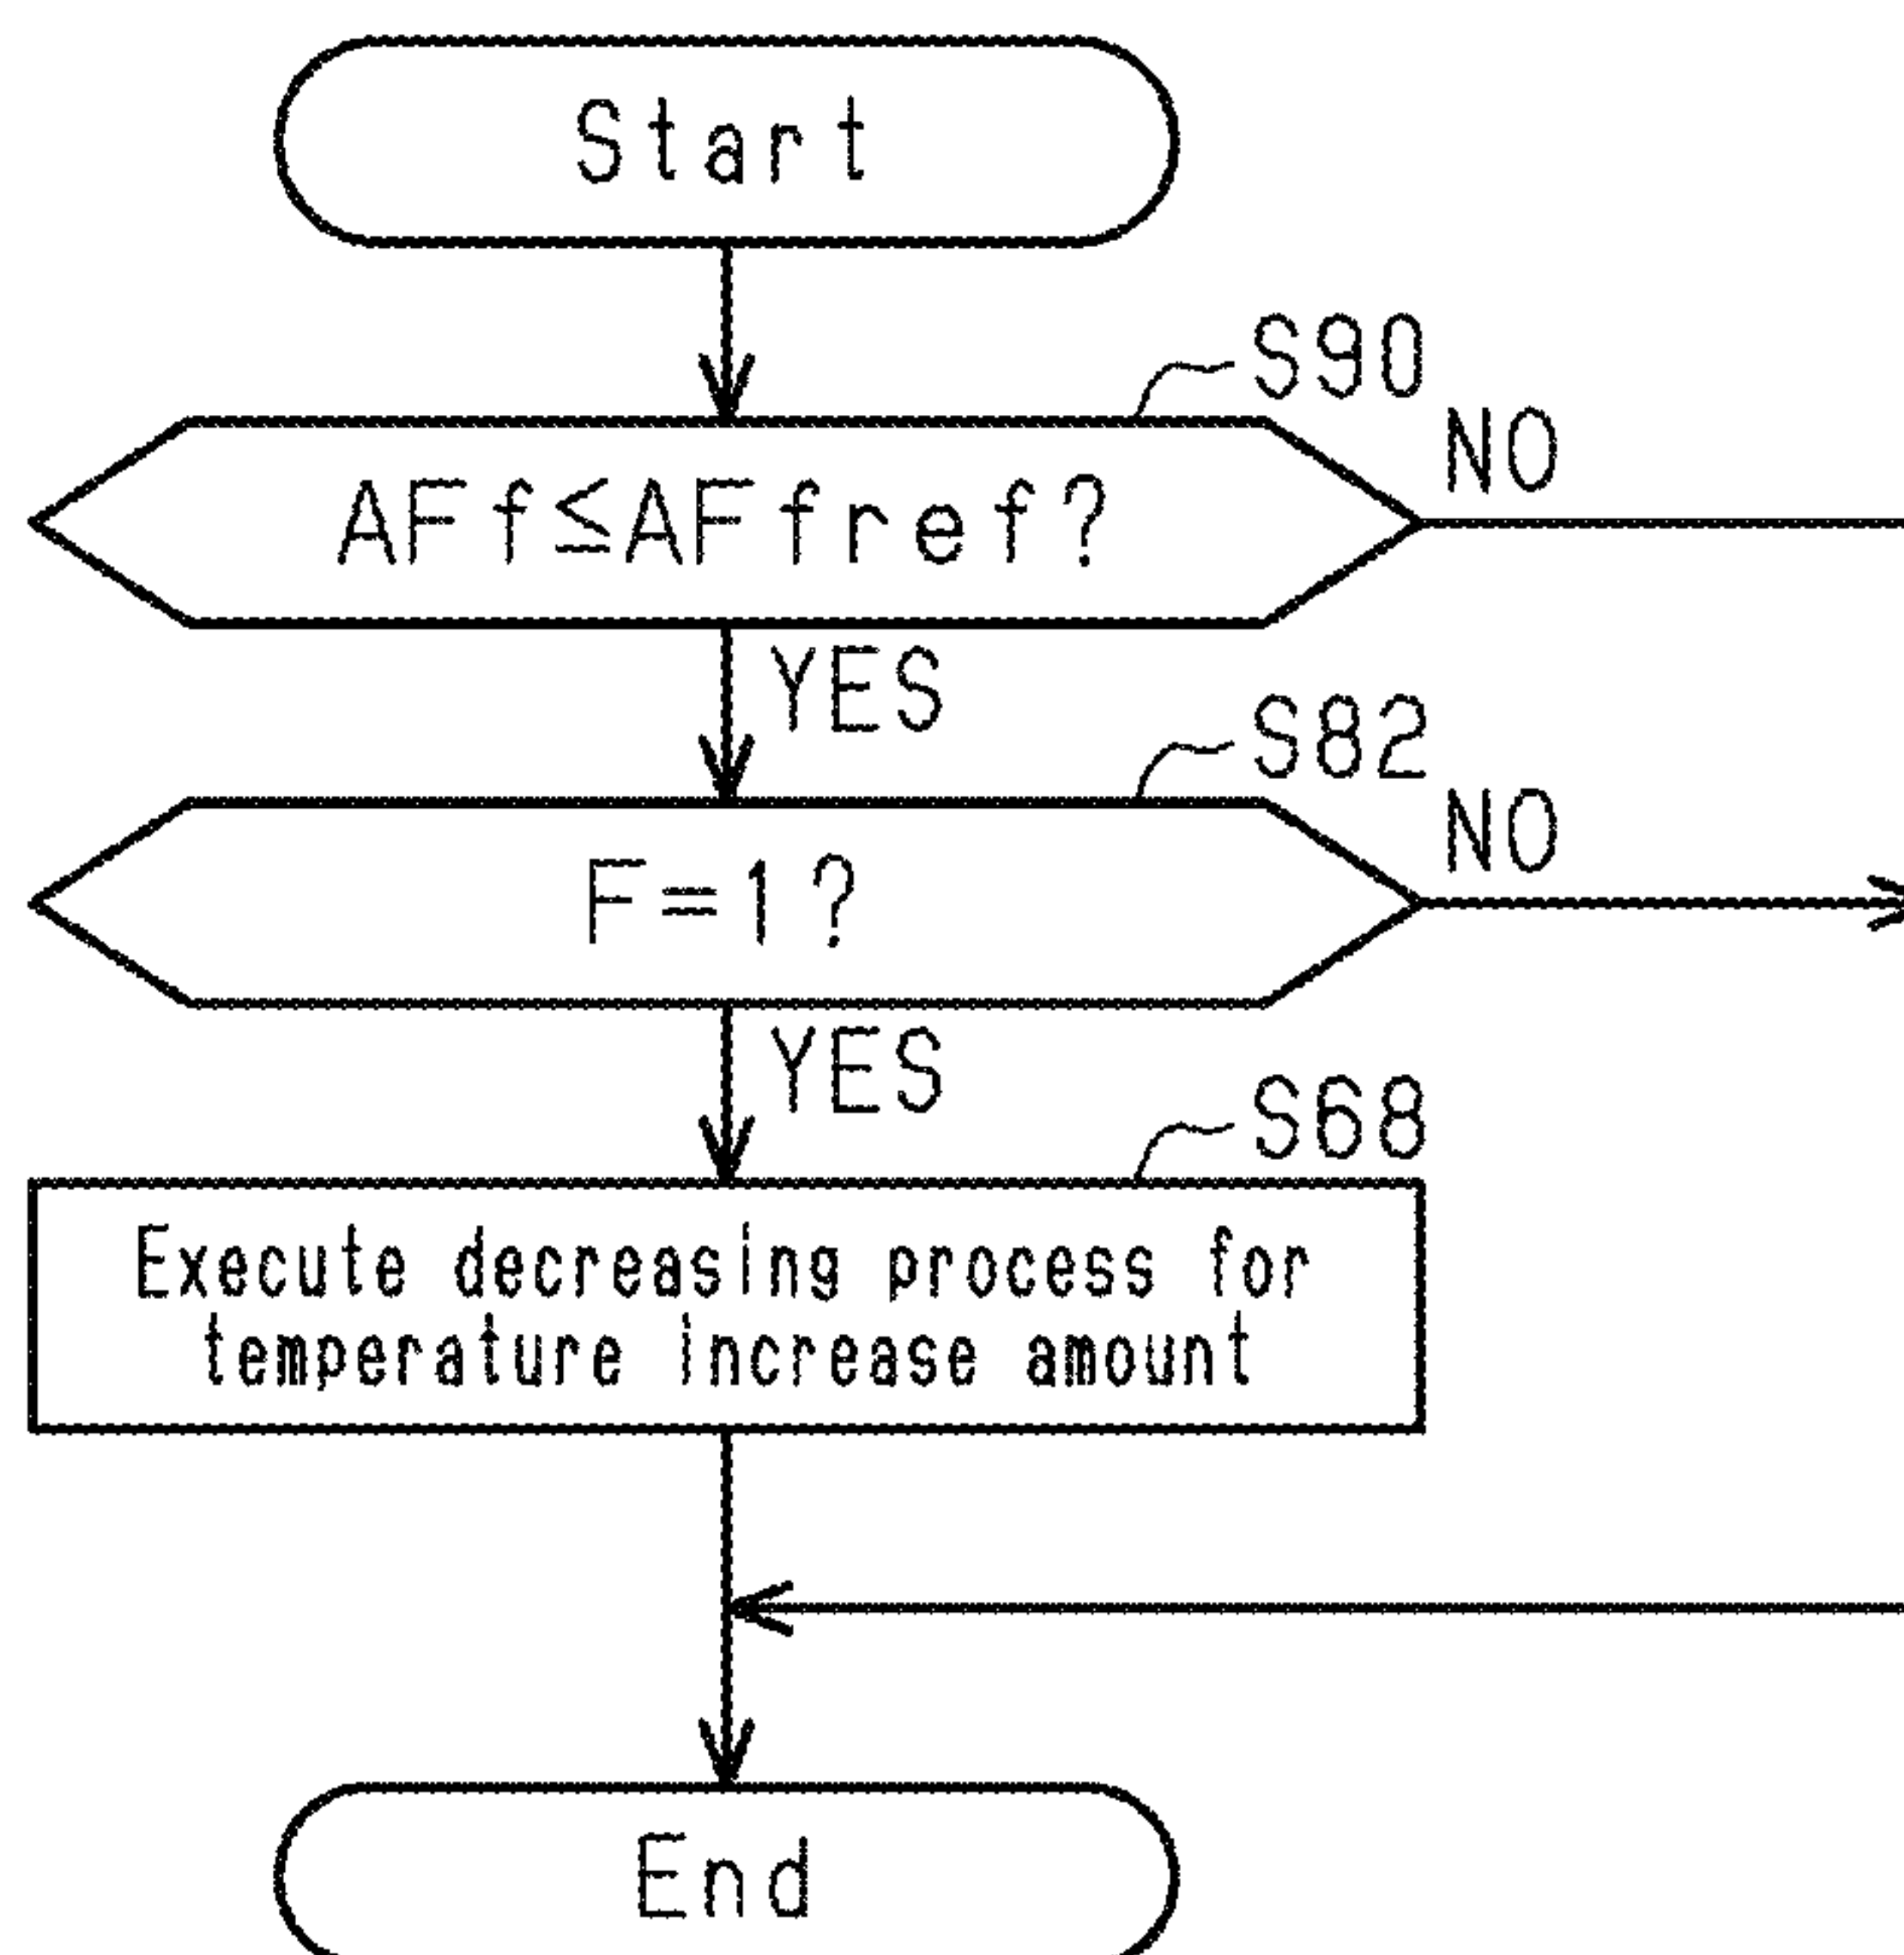 Start
S90
NO
AFf≦AFfref?
YES
S82
NO
F=1?
YES
S68
Execute decreasing process for
temperature increase amount
End